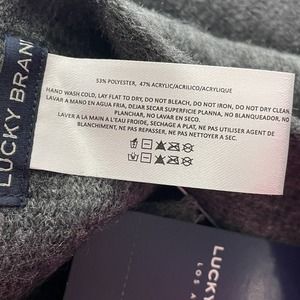 LUCKY BRAN
53% POLYESTER, 47% ACRYLIC/ACRILICO/ACRYLIQUE
HAND WASH COLD, LAY FLAT TO DRY, DO NOT BLEACH, DO NOT IRON, DO NOT DRY CLEAN
LAVAR A MANO EN AGUA FRIA, DEJAR SECAR SUPERFICIE PLANNA, NO BLANQUEAR, NO
PLANCHAR, NO LAVAR EN SECO.
LAVER A LA MAIN A L'EAU FROIDE, SÉCHAGE A PLAT, NE PAS UTILISER AGENT DE
BLANCHIMENT, NE PAS REPASSER, NE PAS NETTOYER A SEC.
LUCK
LOS A